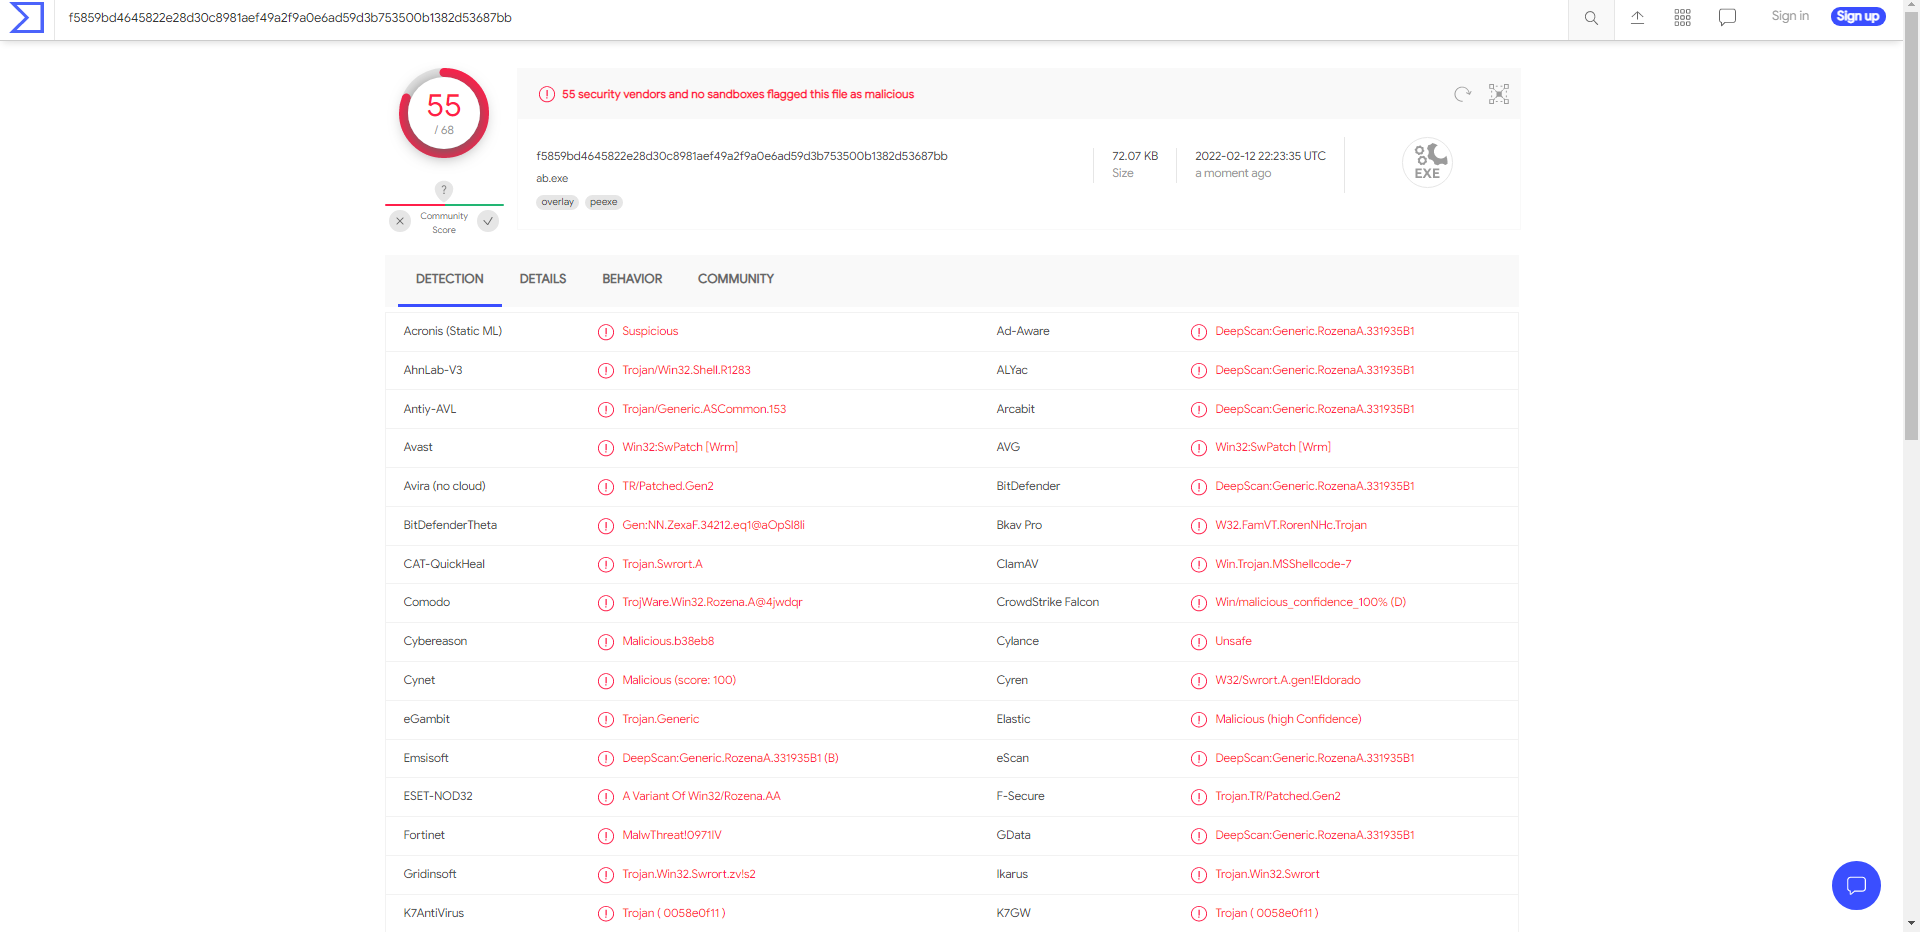 f5859bd4645822e28d30c8981aef49a2f9a0e6ad59d3b753500b1382d53687bb
Sign in
Sign up
55
/ 68
?
Community
Score
55 security vendors and no sandboxes flagged this file as malicious
f5859bd4645822e28d30c8981aef49a2f9a0e6ad59d3b753500b1382d53687bb
ab.exe
overlay peexe
72.07 KB
Size
2022-02-12 22:23:35 UTC
a moment ago
EXE
DETECTION DETAILS BEHAVIOR COMMUNITY
Acronis (Static ML) Suspicious Ad-Aware DeepScan:Generic.RozenaA.331935B1
AhnLab-V3 Trojan/Win32.Shell.R1283 ALYac DeepScan:Generic.RozenaA.331935B1
Antiy-AVL Trojan/Generic.ASCommon.153 Arcabit DeepScan:Generic.RozenaA.331935B1
Avast Win32:SwPatch [Wrm] AVG Win32:SwPatch [Wrm]
Avira (no cloud) TR/Patched.Gen2 BitDefender DeepScan:Generic.RozenaA.331935B1
BitDefenderTheta Gen:NN.ZexaF.34212.eq1@aOpSI8li Bkav Pro W32.FamVT.RorenNHc.Trojan
CAT-QuickHeal Trojan.Swrort.A ClamAV Win.Trojan.MSShellcode-7
Comodo TrojWare.Win32.Rozena.A@4jwdqr CrowdStrike Falcon Win/malicious_confidence_100% (D)
Cybereason Malicious.b38eb8 Cylance Unsafe
Cynet Malicious (score: 100) Cyren W32/Swrort.A.gen!Eldorado
eGambit Trojan.Generic Elastic Malicious (high Confidence)
Emsisoft DeepScan:Generic.RozenaA.331935B1 (B) eScan DeepScan:Generic.RozenaA.331935B1
ESET-NOD32 A Variant Of Win32/Rozena.AA F-Secure Trojan.TR/Patched.Gen2
Fortinet MalwThreat!0971IV GData DeepScan:Generic.RozenaA.331935B1
Gridinsoft Trojan.Win32.Swrort.zv!s2 Ikarus Trojan.Win32.Swrort
K7AntiVirus Trojan ( 0058e0f11 ) K7GW Trojan ( 0058e0f11 )